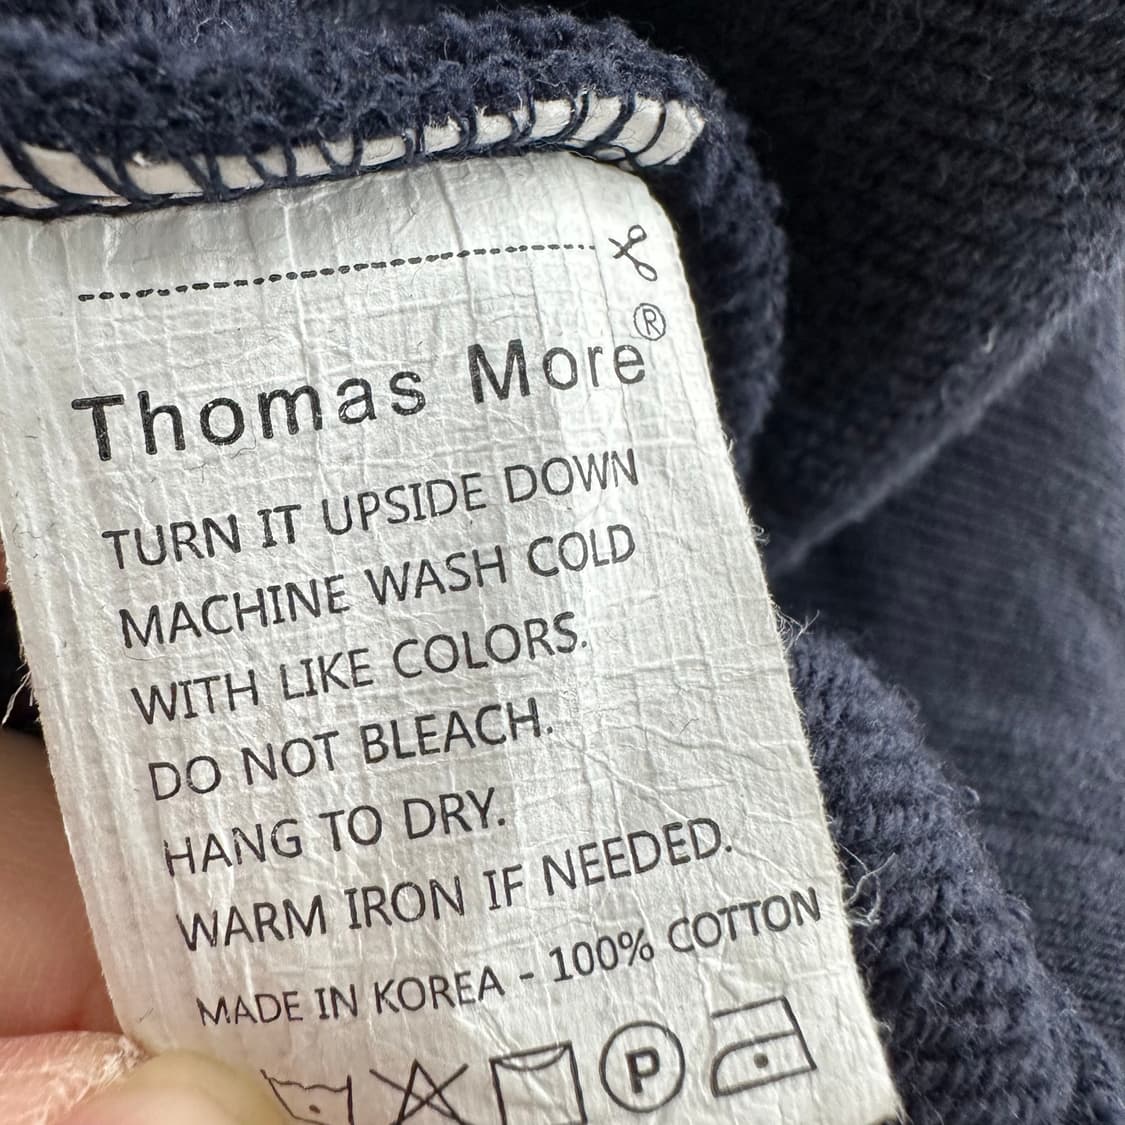 Thomas More®
TURN IT UPSIDE DOWN
MACHINE WASH COLD
WITH LIKE COLORS.
DO NOT BLEACH.
HANG TO DRY.
WARM IRON IF NEEDED.
MADE IN KOREA - 100% COTTON
P